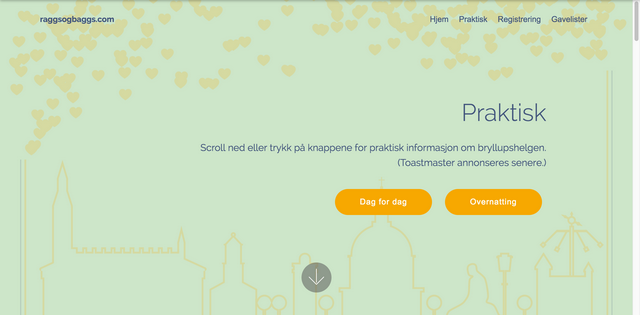 raggsogbaggs.com
Hjem Praktisk Registrering Gavelister
Praktisk
Scroll ned eller trykk på knappene for praktisk informasjon om bryllupshelgen.
(Toastmaster annonseres senere.)
Dag for dag Overnatting